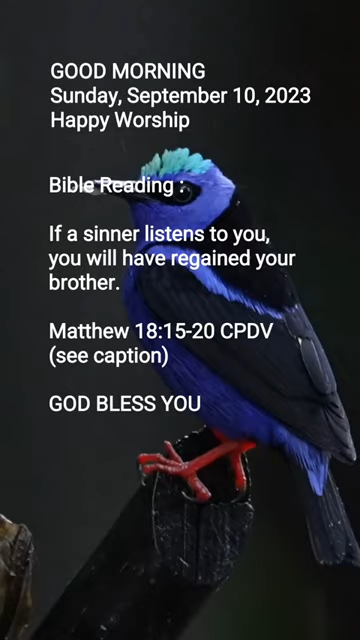 GOOD MORNING
Sunday, September 10, 2023
Happy Worship
Bible Reading :
If a sinner listens to you,
you will have regained your
brother.
Matthew 18:15-20 CPDV
(see caption)
GOD BLESS YOU